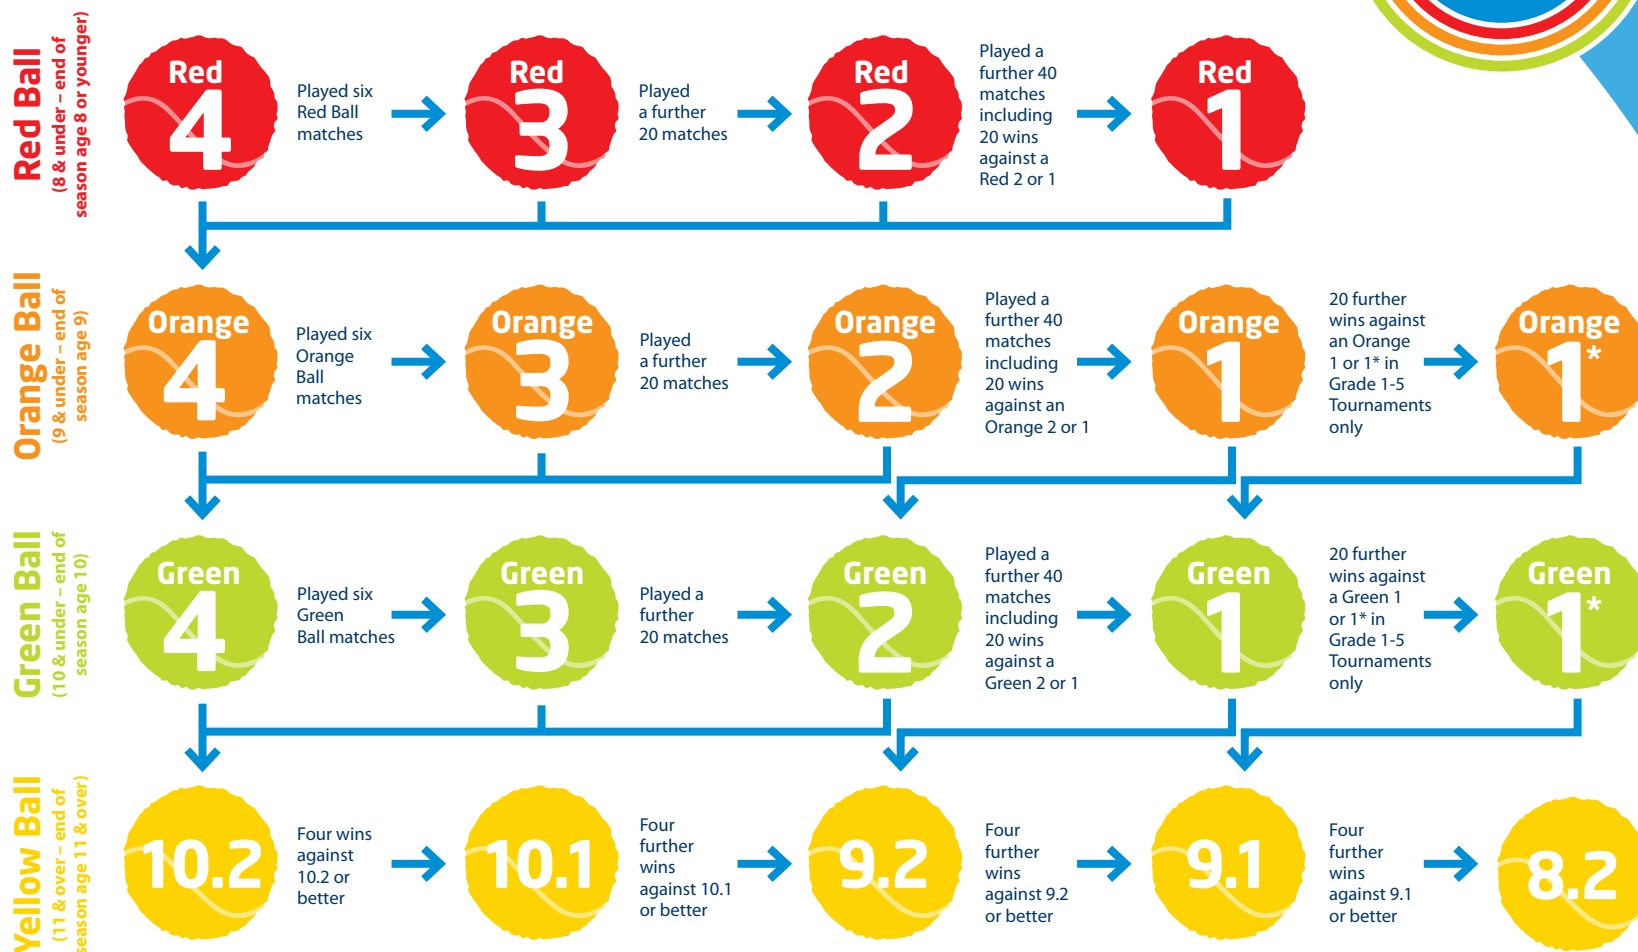 Red Ball
(8 & under – end of
season age 8 or younger)
Red
4
Played six
Red Ball
matches
Red
3
Played
a further
20 matches
Red
2
Played a
further 40
matches
including
20 wins
against a
Red 2 or 1
Red
1
Orange Ball
(9 & under – end of
season age 9)
Orange
4
Played six
Orange
Ball
matches
Orange
3
Played
a further
20 matches
Orange
2
Played a
further 40
matches
including
20 wins
against an
Orange 2 or 1
Orange
1
20 further
wins against
an Orange
1 or 1* in
Grade 1-5
Tournaments
only
Orange
1*
Green Ball
(10 & under – end of
season age 10)
Green
4
Played six
Green
Ball matches
Green
3
Played a
further
20 matches
Green
2
Played a
further 40
matches
including
20 wins
against a
Green 2 or 1
Green
1
20 further
wins against
a Green 1
or 1* in
Grade 1-5
Tournaments
only
Green
1*
Yellow Ball
(11 & over – end of
season age 11 & over)
10.2
Four wins
against
10.2 or
better
10.1
Four
further
wins
against 10.1
or better
9.2
Four
further
wins
against 9.2
or better
9.1
Four
further
wins
against 9.1
or better
8.2